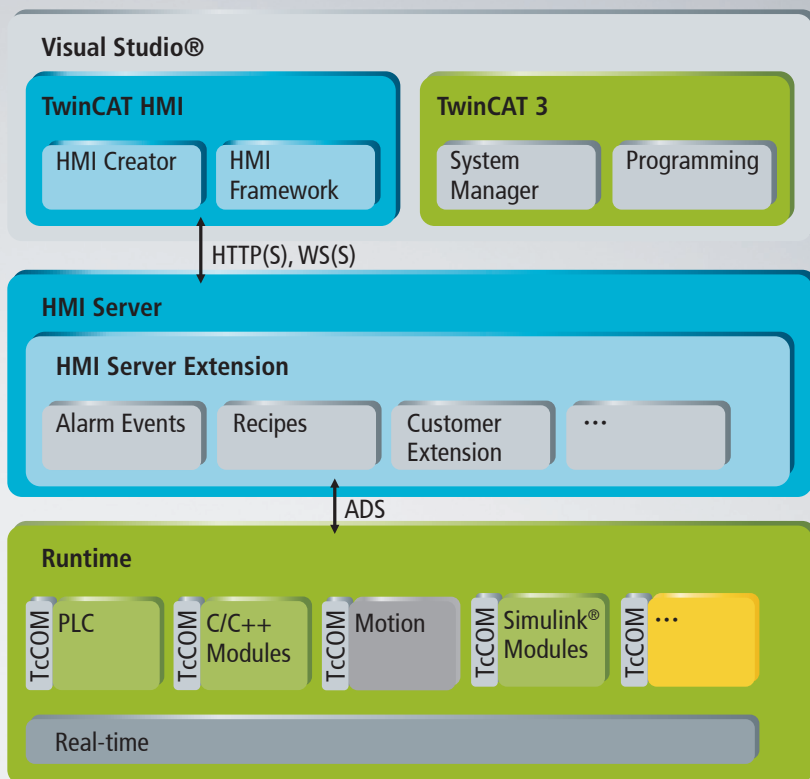 Visual Studio®
TwinCAT HMI
HMI Creator
HMI
Framework
TwinCAT 3
System
Manager
Programming
HTTP(S), WS(S)
HMI Server
HMI Server Extension
Alarm Events
Recipes
Customer
Extension
...
ADS
Runtime
TcCOM
PLC
TcCOM
C/C++
Modules
TcCOM
Motion
TcCOM
Simulink®
Modules
TcCOM
...
Real-time